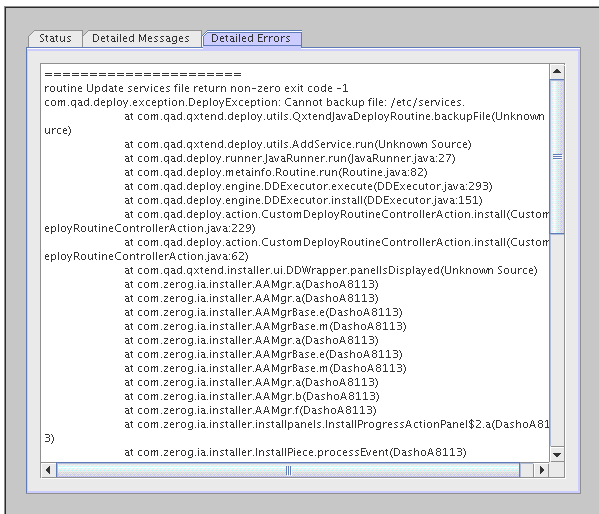 Status Detailed Messages Detailed Errors
======================
routine Update services file return non-zero exit code -1
com.qad.deploy.exception.DeployException: Cannot backup file: /etc/services.
at com.qad.qxtend.deploy.utils.QxtendJavaDeployRoutine.backupFile(Unknown
urce)
at com.qad.qxtend.deploy.utils.AddService.run(Unknown Source)
at com.qad.deploy.runner.JavaRunner.run(JavaRunner.java:27)
at com.qad.deploy.metainfo.Routine.run(Routine.java:82)
at com.qad.deploy.engine.DDExecutor.execute(DDExecutor.java:293)
at com.qad.deploy.engine.DDExecutor.install(DDExecutor.java:151)
at com.qad.deploy.action.CustomDeployRoutineControllerAction.install(Custom
eployRoutineControllerAction.java:229)
at com.qad.deploy.action.CustomDeployRoutineControllerAction.install(Custom
eployRoutineControllerAction.java:62)
at com.qad.qxtend.installer.ui.DDWrapper.panelIsDisplayed(Unknown Source)
at com.zerog.ia.installer.AAMgr.a(DashoA8113)
at com.zerog.ia.installer.AAMgrBase.e(DashoA8113)
at com.zerog.ia.installer.AAMgrBase.m(DashoA8113)
at com.zerog.ia.installer.AAMgr.a(DashoA8113)
at com.zerog.ia.installer.AAMgrBase.e(DashoA8113)
at com.zerog.ia.installer.AAMgrBase.m(DashoA8113)
at com.zerog.ia.installer.AAMgr.a(DashoA8113)
at com.zerog.ia.installer.AAMgr.b(DashoA8113)
at com.zerog.ia.installer.AAMgr.f(DashoA8113)
at com.zerog.ia.installer.installpanels.InstallProgressActionPanel$2.a(DashoA81
3)
at com.zerog.ia.installer.InstallPiece.processEvent(DashoA8113)